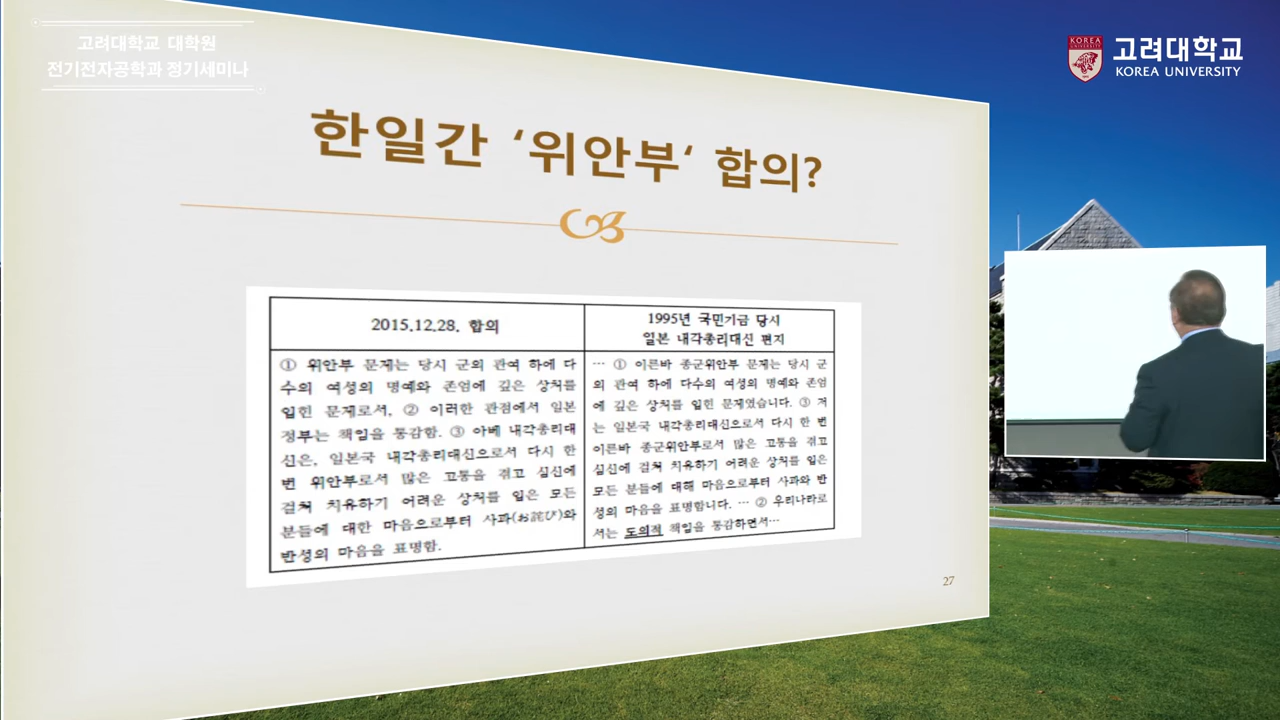 고려대학교 대학원
전기전자공학과 정기세미나
KOREA
UNIVERSITY
고려대학교
KOREA UNIVERSITY
한일간 ‘위안부‘ 합의?
2015.12.28. 합의
① 위안부 문제는 당시 군의 관여 하에 다
수의 여성의 명예와 존엄에 깊은 상처를
입힌 문제로서, ② 이러한 관점에서 일본
정부는 책임을 통감함. ③ 아베 내각총리대
신은, 일본국 내각총리대신으로서 다시 한
번 위안부로서 많은 고통을 겪고 심신에
걸쳐 치유하기 어려운 상처를 입은 모든
분들에 대한 마음으로부터 사과(お詫び)와
반성의 마음을 표명함.
1995년 국민기금 당시
일본 내각총리대신 편지
… ① 이른바 종군위안부 문제는 당시 군
의 관여 하에 다수의 여성의 명예와 존엄
에 깊은 상처를 입힌 문제였습니다. ③ 저
는 일본국 내각총리대신으로서 다시 한 번
이른바 종군위안부로서 많은 고통을 겪고
심신에 걸쳐 치유하기 어려운 상처를 입은
모든 분들에 대해 마음으로부터 사과와 반
성의 마음을 표명합니다. … ② 우리나라로
서는 도의적 책임을 통감하면서…
27